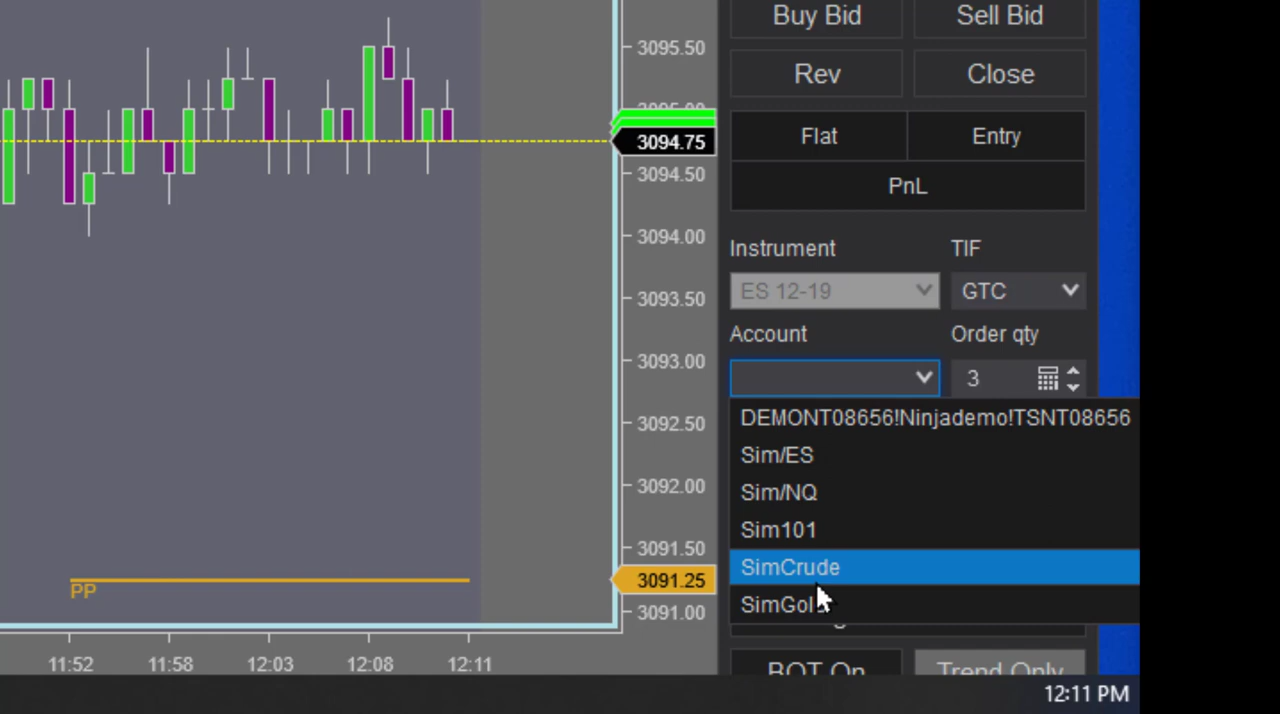 Buy Bid
Sell Bid
Rev
Close
Flat
Entry
PnL
Instrument
TIF
ES 12-19
GTC
Account
Order qty
3
DEMONT08656!Ninjademo!TSNT08656
Sim/ES
Sim/NQ
Sim101
SimCrude
SimGol
BOT On
Trend Only
3095.50
3095.00
3094.75
3094.50
3094.00
3093.50
3093.00
3092.50
3092.00
3091.50
3091.25
3091.00
PP
11:52
11:58
12:03
12:08
12:11
12:11 PM